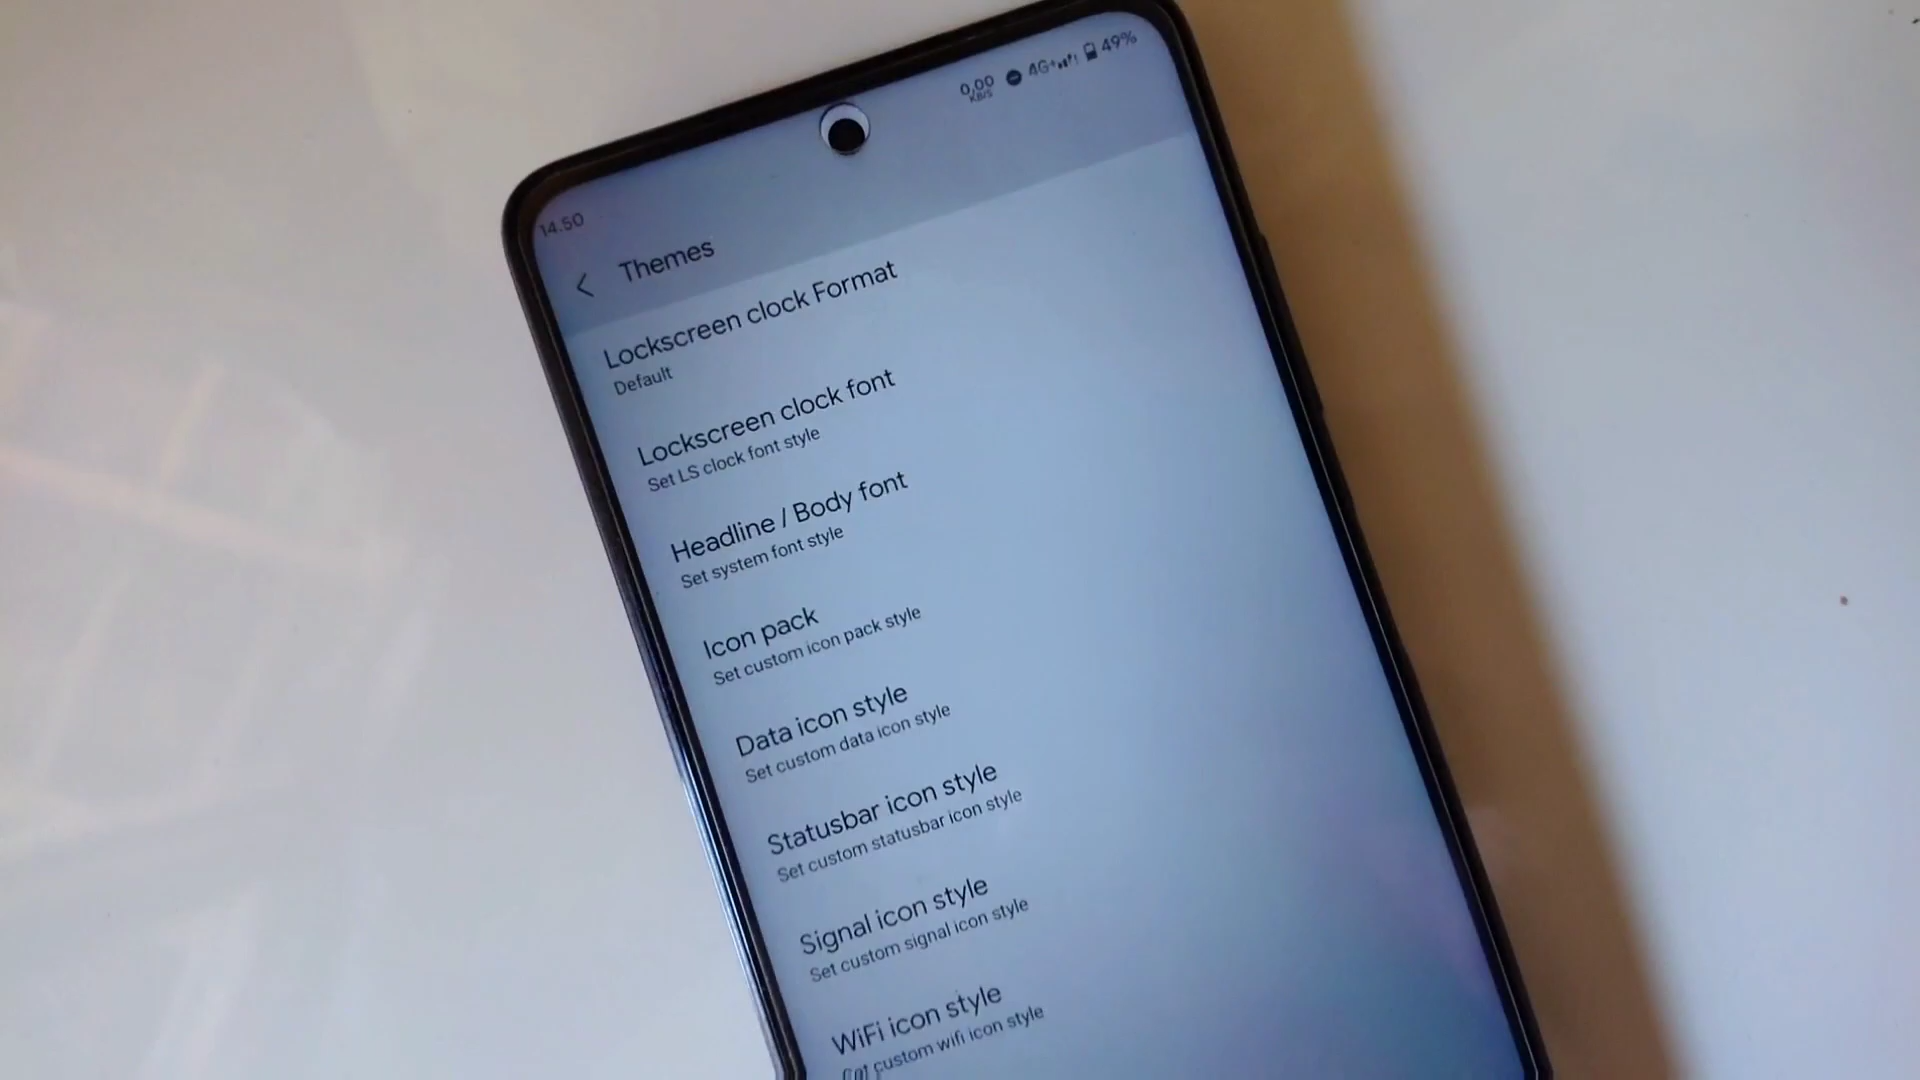 14.50
0,00
KB/S
4G+
49%
Themes
Lockscreen clock Format
Default
Lockscreen clock font
Set LS clock font style
Headline / Body font
Set system font style
Icon pack
Set custom icon pack style
Data icon style
Set custom data icon style
Statusbar icon style
Set custom statusbar icon style
Signal icon style
Set custom signal icon style
WiFi icon style
Set custom wifi icon style